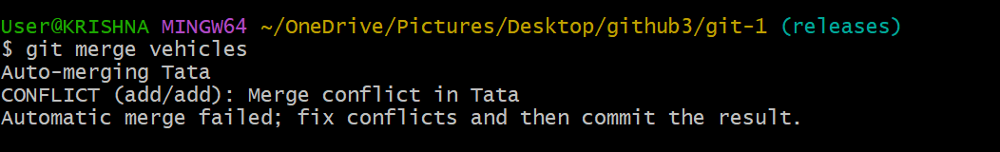 User@KRISHNA MINGW64 ~/OneDrive/Pictures/Desktop/github3/git-1 (releases)
$ git merge vehicles
Auto-merging Tata
CONFLICT (add/add): Merge conflict in Tata
Automatic merge failed; fix conflicts and then commit the result.